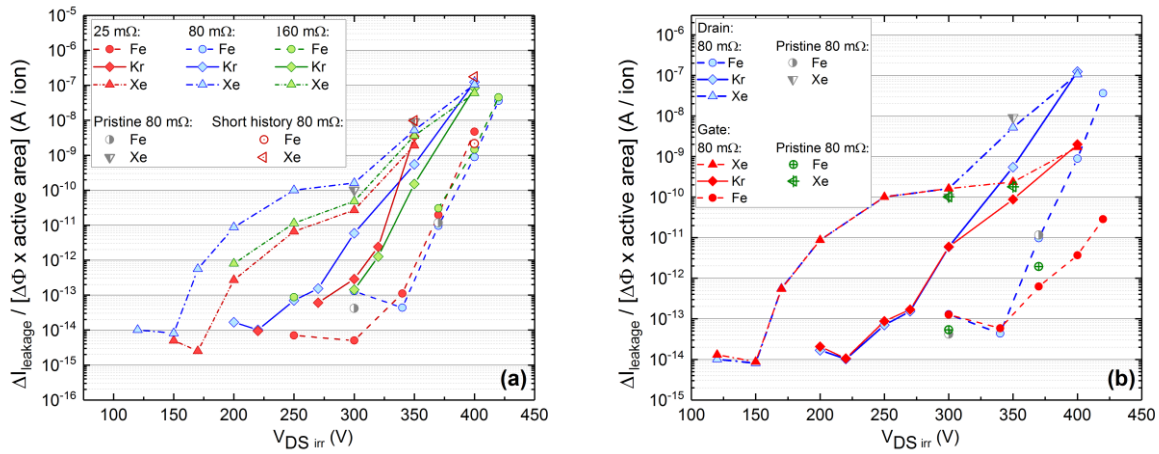 25 mΩ: 80 mΩ: 160 mΩ:
Fe Fe Fe
Kr Kr Kr
Xe Xe Xe
Pristine 80 mΩ: Short history 80 mΩ:
Fe Fe
Xe Xe
10^-5
10^-6
10^-7
10^-8
10^-9
10^-10
10^-11
10^-12
10^-13
10^-14
10^-15
10^-16
ΔI_leakage / [ΔΦ x active area] (A / ion)
(a)
100 150 200 250 300 350 400 450
V_DS irr (V)
Drain:
80 mΩ: Pristine 80 mΩ:
Fe Fe
Kr Xe
Xe
Gate:
80 mΩ: Pristine 80 mΩ:
Xe Fe
Kr Xe
Fe
10^-5
10^-6
10^-7
10^-8
10^-9
10^-10
10^-11
10^-12
10^-13
10^-14
10^-15
ΔI_leakage / [ΔΦ x active area] (A / ion)
(b)
100 150 200 250 300 350 400 450
V_DS irr (V)